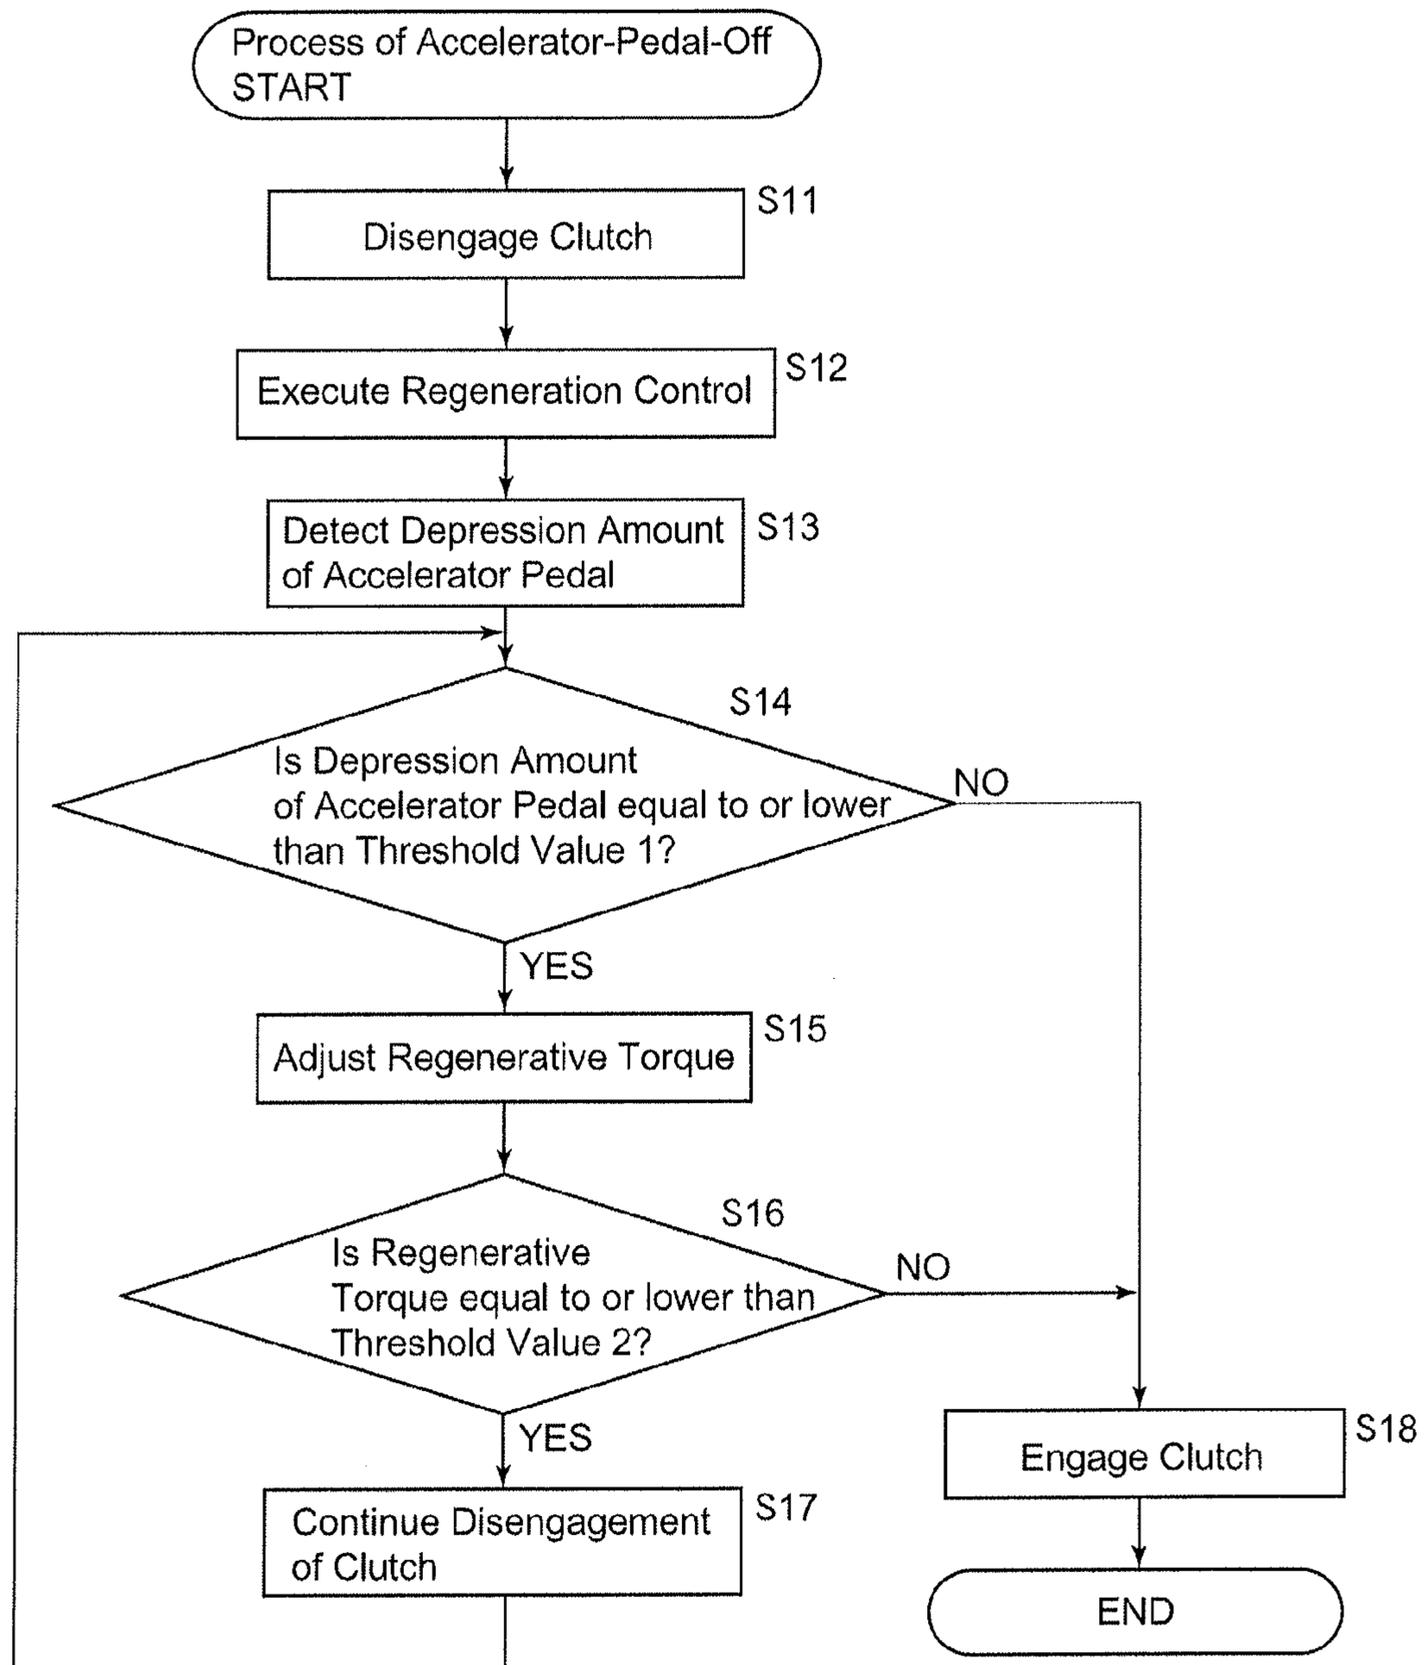 Process of Accelerator-Pedal-Off
START
S11
Disengage Clutch
S12
Execute Regeneration Control
S13
Detect Depression Amount
of Accelerator Pedal
S14
Is Depression Amount
of Accelerator Pedal equal to or lower
than Threshold Value 1?
NO
YES
S15
Adjust Regenerative Torque
S16
Is Regenerative
Torque equal to or lower than
Threshold Value 2?
NO
YES
S17
Continue Disengagement
of Clutch
S18
Engage Clutch
END